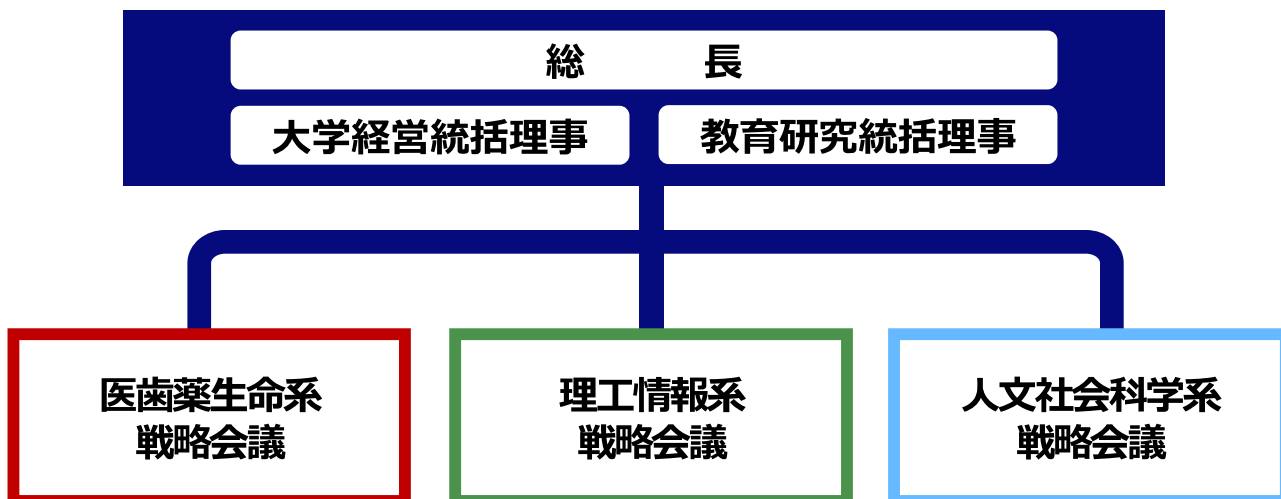 総　　　長
大学経営統括理事
教育研究統括理事
医歯薬生命系
戦略会議
理工情報系
戦略会議
人文社会科学系
戦略会議